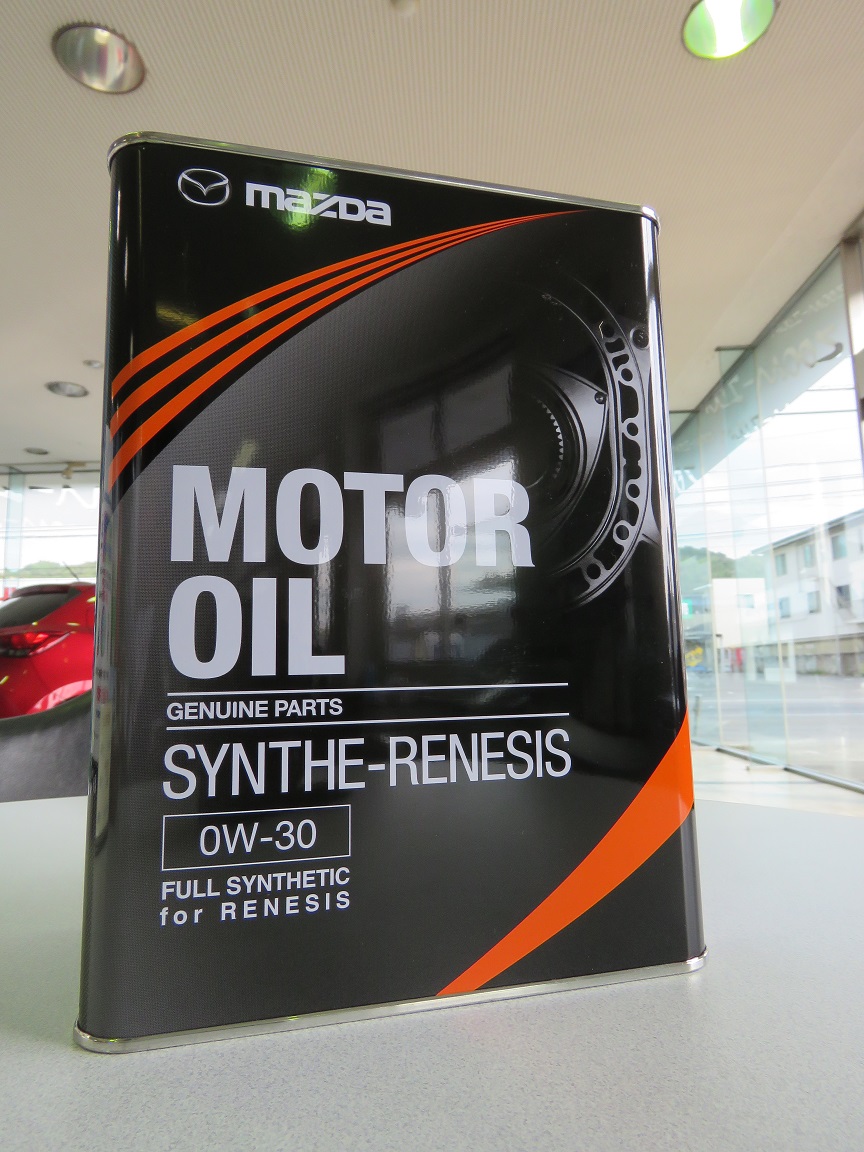 mazda
MOTOR
OIL
GENUINE PARTS
SYNTHE-RENESIS
0W-30
FULL SYNTHETIC
for RENESIS